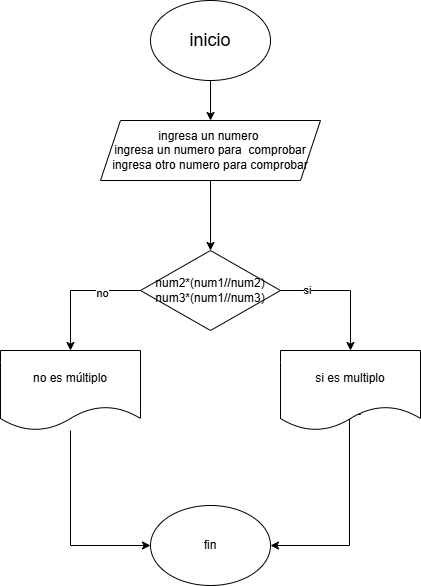 inicio
ingresa un numero
ingresa un numero para comprobar
ingresa otro numero para comprobar
num2*(num1//num2)
num3*(num1//num3)
no
si
no es múltiplo
si es multiplo
fin